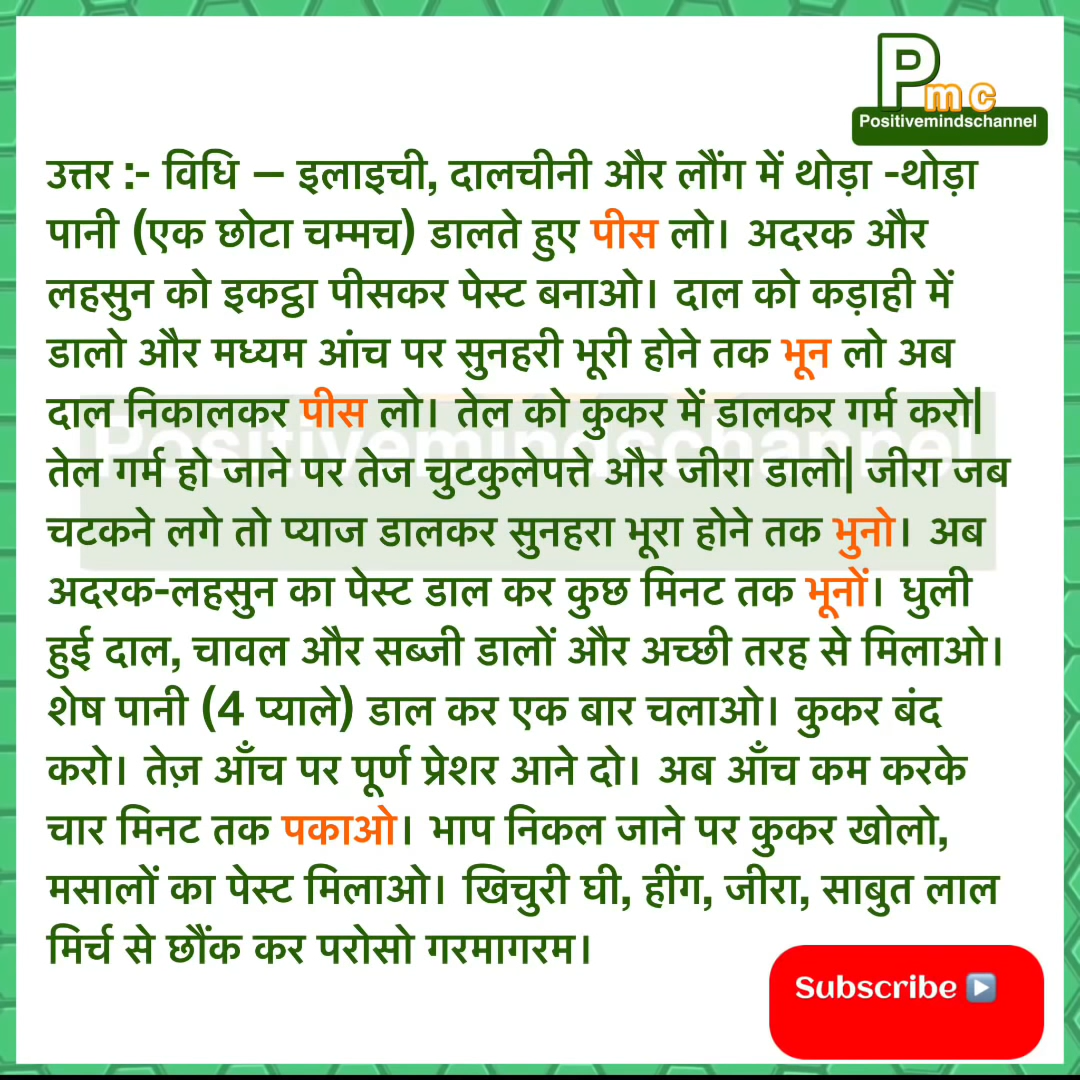 Pmc
Positivemindschannel
उत्तर :- विधि – इलाइची, दालचीनी और लौंग में थोड़ा -थोड़ा
पानी (एक छोटा चम्मच) डालते हुए पीस लो। अदरक और
लहसुन को इकट्ठा पीसकर पेस्ट बनाओ। दाल को कड़ाही में
डालो और मध्यम आंच पर सुनहरी भूरी होने तक भून लो अब
दाल निकालकर पीस लो। तेल को कुकर में डालकर गर्म करो|
Positivemindschannel
तेल गर्म हो जाने पर तेज चुटकुलेपत्ते और जीरा डालो| जीरा जब
चटकने लगे तो प्याज डालकर सुनहरा भूरा होने तक भुनो। अब
अदरक-लहसुन का पेस्ट डाल कर कुछ मिनट तक भूनों। धुली
हुई दाल, चावल और सब्जी डालों और अच्छी तरह से मिलाओ।
शेष पानी (4 प्याले) डाल कर एक बार चलाओ। कुकर बंद
करो। तेज़ आँच पर पूर्ण प्रेशर आने दो। अब आँच कम करके
चार मिनट तक पकाओ। भाप निकल जाने पर कुकर खोलो,
मसालों का पेस्ट मिलाओ। खिचुरी घी, हींग, जीरा, साबुत लाल
मिर्च से छौंक कर परोसो गरमागरम।
Subscribe